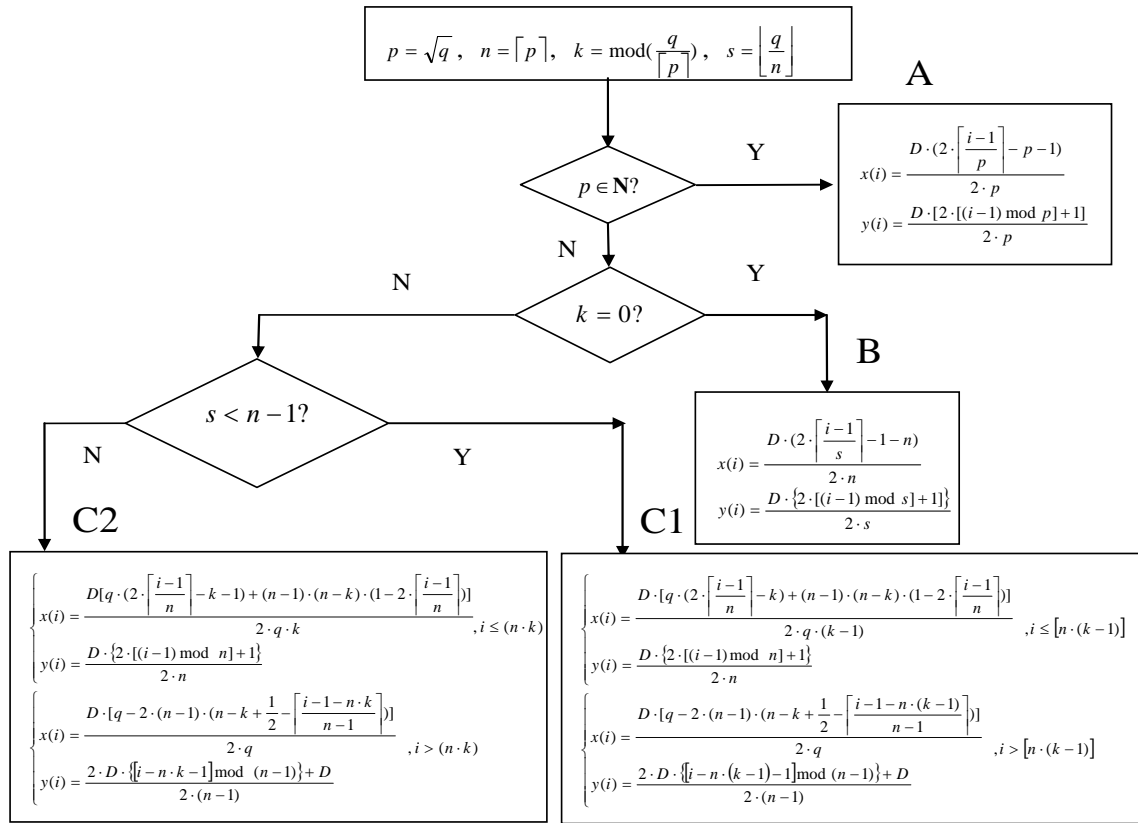 p = √q , n = ⌈p⌉, k = mod(q/⌈p⌉) , s = ⌊q/n⌋
A
p ∈ N?
Y
x(i) = D·(2·⌈(i−1)/p⌉ − p − 1) / (2·p)
y(i) = D·[2·[(i−1) mod p]+1] / (2·p)
N
k = 0?
N
Y
B
x(i) = D·(2·⌈(i−1)/s⌉ −1−n) / (2·n)
y(i) = D·{2·[(i−1) mod s]+1]} / (2·s)
s < n − 1?
N
Y
C2
x(i) = D[q·(2·⌈(i−1)/n⌉ −k−1)+(n−1)·(n−k)·(1−2·⌈(i−1)/n⌉)] / (2·q·k) , i ≤ (n·k)
y(i) = D·{2·[(i−1) mod n]+1} / (2·n)
x(i) = D·[q−2·(n−1)·(n−k+1/2−⌈(i−1−n·k)/(n−1)⌉)] / (2·q) , i > (n·k)
y(i) = 2·D·{[i−n·k−1]mod (n−1)}+D / (2·(n−1))
C1
x(i) = D·[q·(2·⌈(i−1)/n⌉ −k)+(n−1)·(n−k)·(1−2·⌈(i−1)/n⌉)] / (2·q·(k−1)) , i ≤ [n·(k−1)]
y(i) = D·{2·[(i−1) mod n]+1} / (2·n)
x(i) = D·[q−2·(n−1)·(n−k+1/2−⌈(i−1−n·(k−1))/(n−1)⌉)] / (2·q) , i > [n·(k−1)]
y(i) = 2·D·{[i−n·(k−1)−1]mod (n−1)}+D / (2·(n−1))